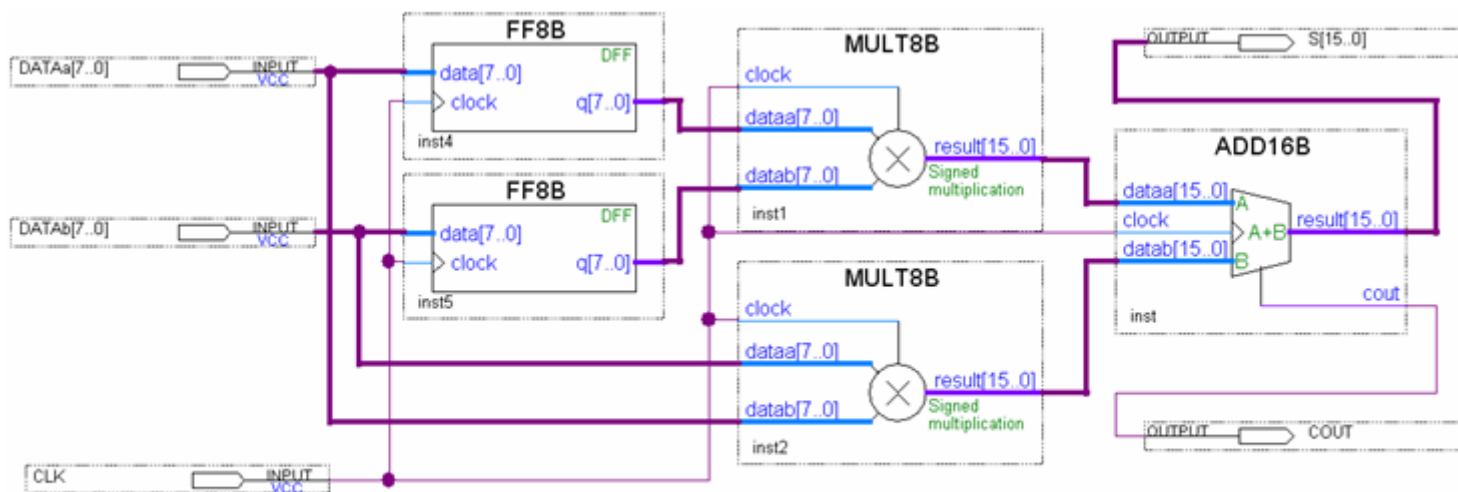 DATAa[7..0] INPUT
VCC
FF8B
DFF
data[7..0]
clock
q[7..0]
inst4
DATAb[7..0] INPUT
VCC
FF8B
DFF
data[7..0]
clock
q[7..0]
inst5
CLK INPUT
VCC
MULT8B
clock
dataa[7..0]
result[15..0]
datab[7..0]
Signed
multiplication
inst1
MULT8B
clock
dataa[7..0]
result[15..0]
datab[7..0]
Signed
multiplication
inst2
OUTPUT S[15..0]
ADD16B
dataa[15..0] A
clock
A+B result[15..0]
datab[15..0] B
cout
inst
OUTPUT COUT